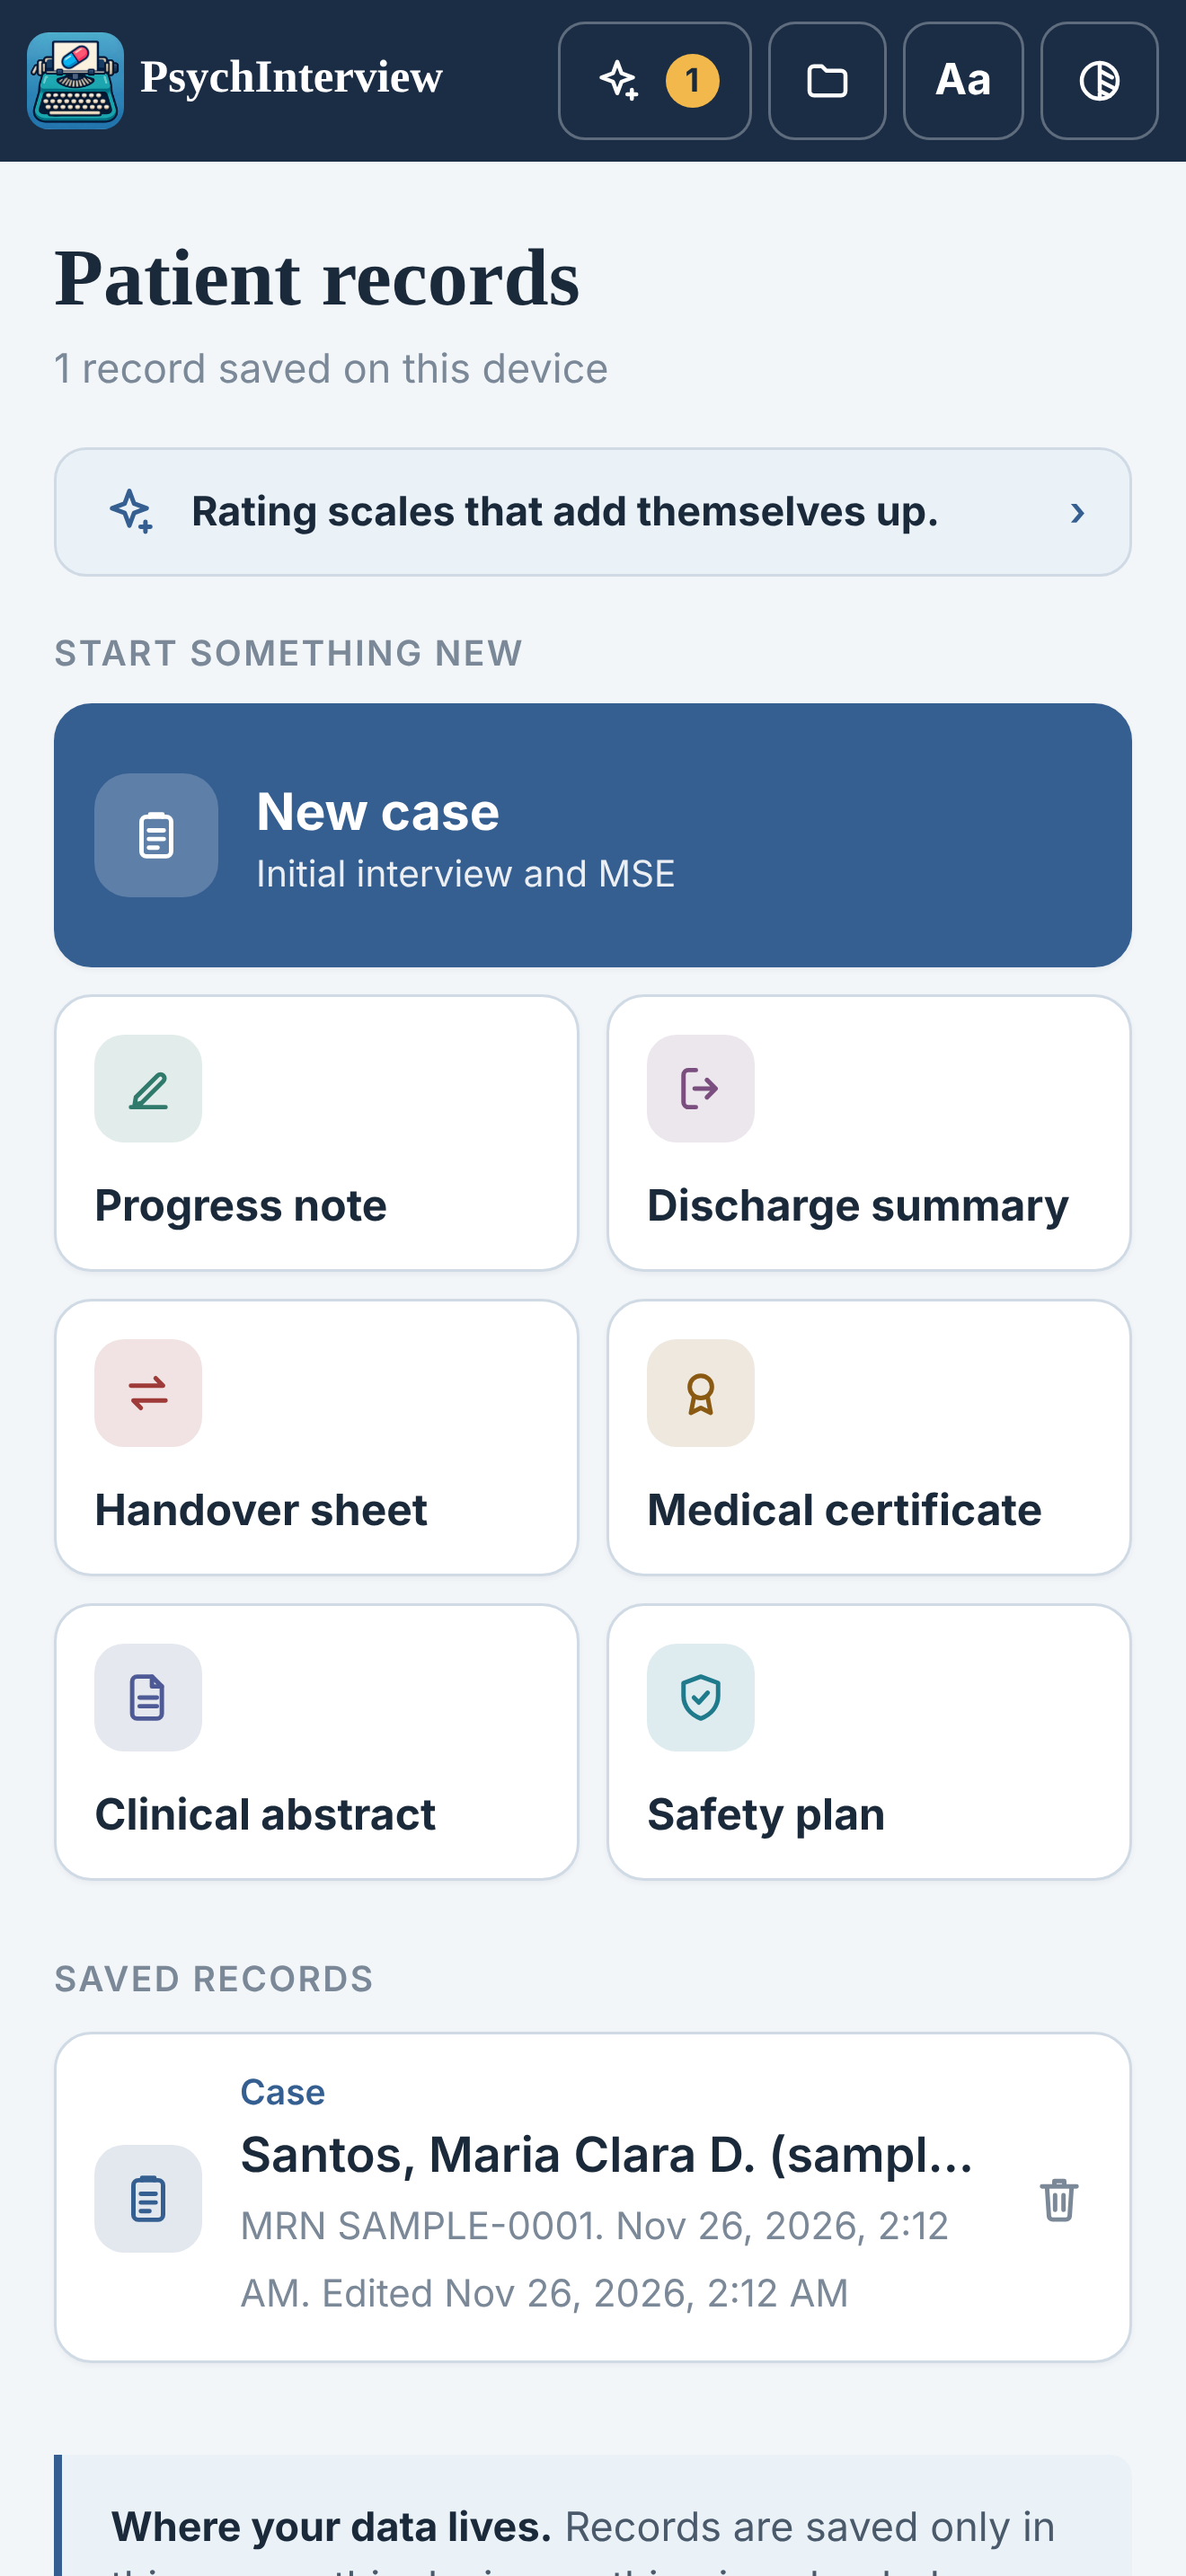 PsychInterview
1
Aa
Patient records
1 record saved on this device
Rating scales that add themselves up.
START SOMETHING NEW
New case
Initial interview and MSE
Progress note
Discharge summary
Handover sheet
Medical certificate
Clinical abstract
Safety plan
SAVED RECORDS
Case
Santos, Maria Clara D. (sampl...
MRN SAMPLE-0001. Nov 26, 2026, 2:12
AM. Edited Nov 26, 2026, 2:12 AM
Where your data lives. Records are saved only in